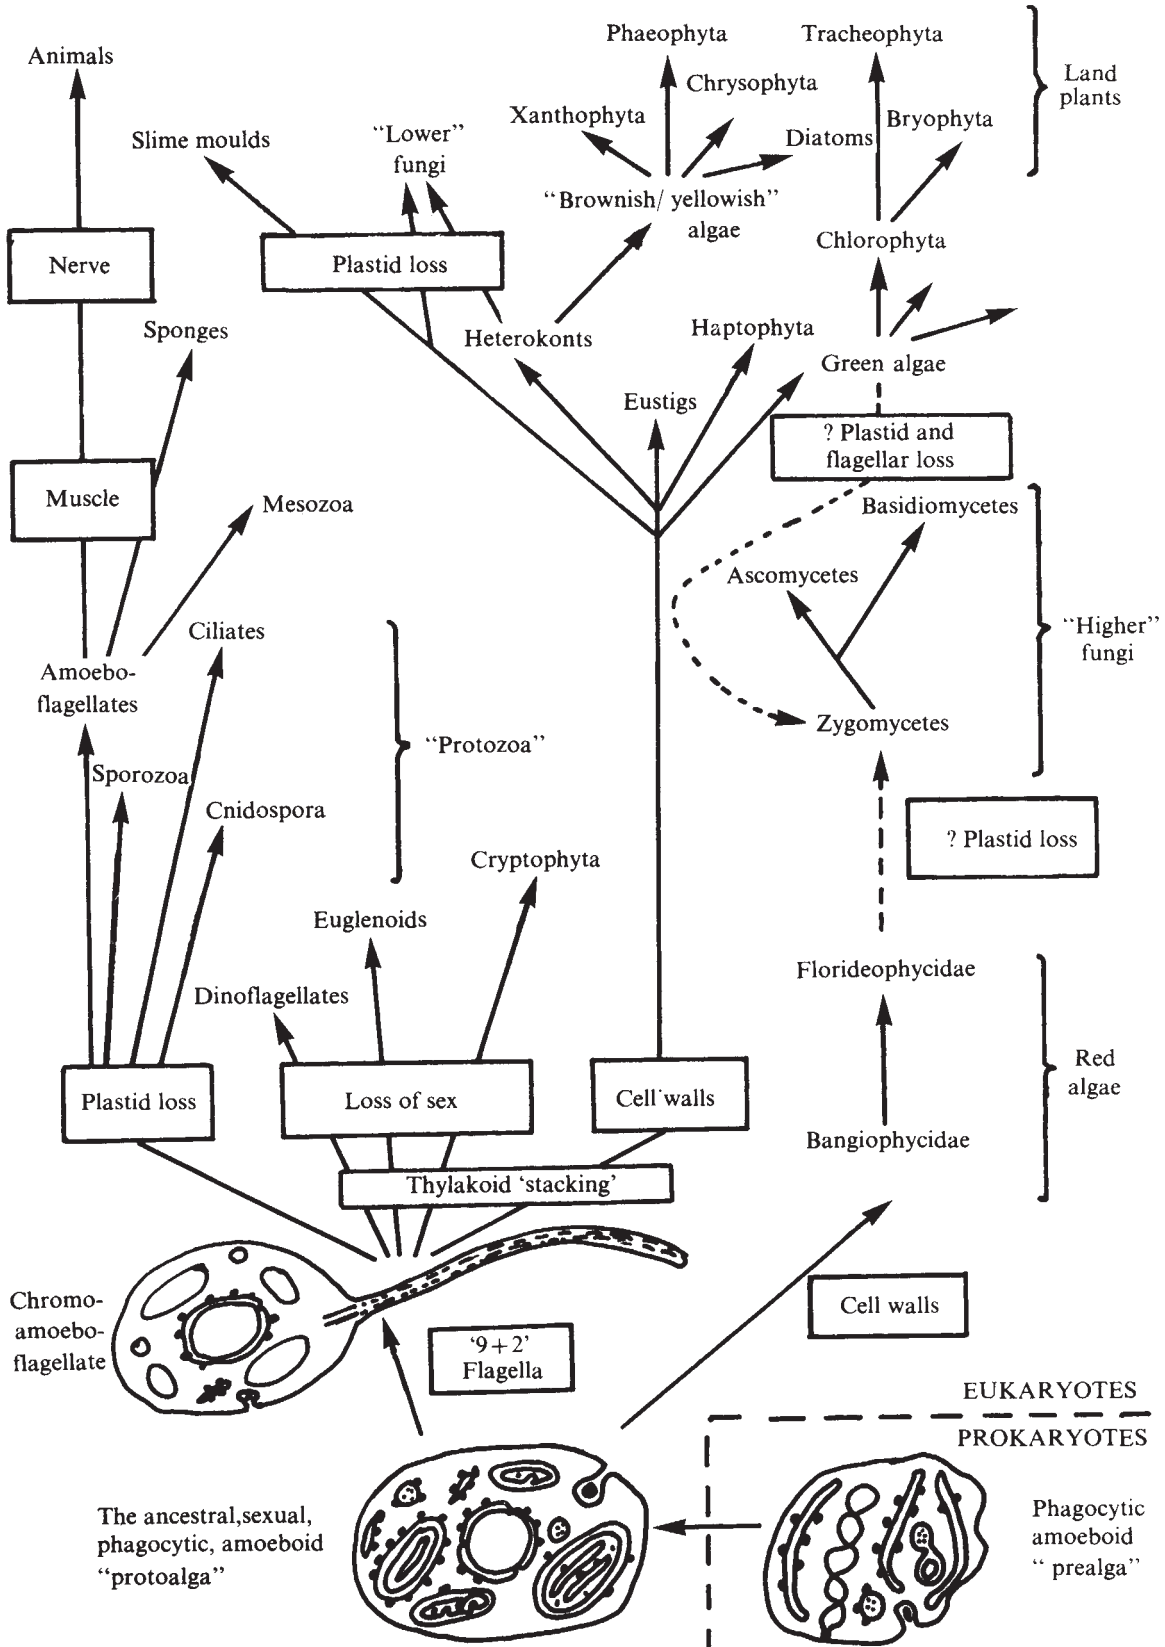 Phaeophyta
Tracheophyta
Animals
Chrysophyta
Land
plants
Xanthophyta
Bryophyta
Slime moulds
“Lower”
fungi
Diatoms
“Brownish/ yellowish”
algae
Chlorophyta
Nerve
Plastid loss
Sponges
Heterokonts
Haptophyta
Green algae
Eustigs
? Plastid and
flagellar loss
Muscle
Mesozoa
Basidiomycetes
Ascomycetes
“Higher”
fungi
Ciliates
Amoebo-
flagellates
Zygomycetes
“Protozoa”
Sporozoa
Cnidospora
? Plastid loss
Cryptophyta
Euglenoids
Florideophycidae
Dinoflagellates
Red
algae
Plastid loss
Loss of sex
Cell walls
Bangiophycidae
Thylakoid ‘stacking’
Chromo-
amoebo-
flagellate
Cell walls
‘9+2’
Flagella
EUKARYOTES
PROKARYOTES
The ancestral,sexual,
phagocytic, amoeboid
“protoalga”
Phagocytic
amoeboid
“ prealga”